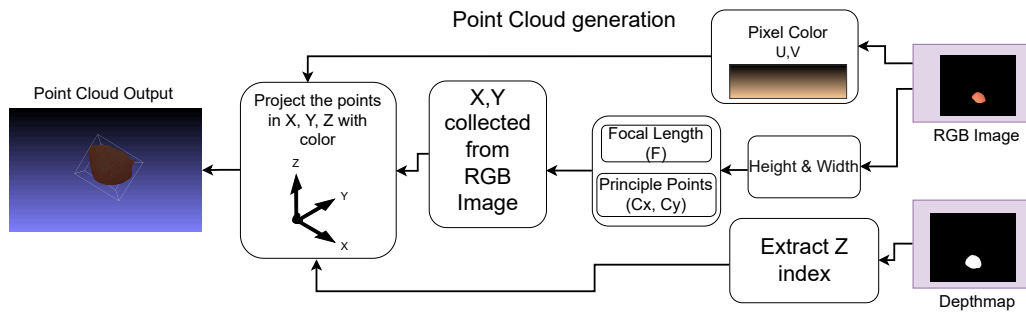 Point Cloud generation
Pixel Color
U,V
RGB Image
Point Cloud Output
Project the points
in X, Y, Z with
color
Z
Y
X
X,Y
collected
from
RGB
Image
Focal Length
(F)
Principle Points
(Cx, Cy)
Height & Width
Extract Z
index
Depthmap